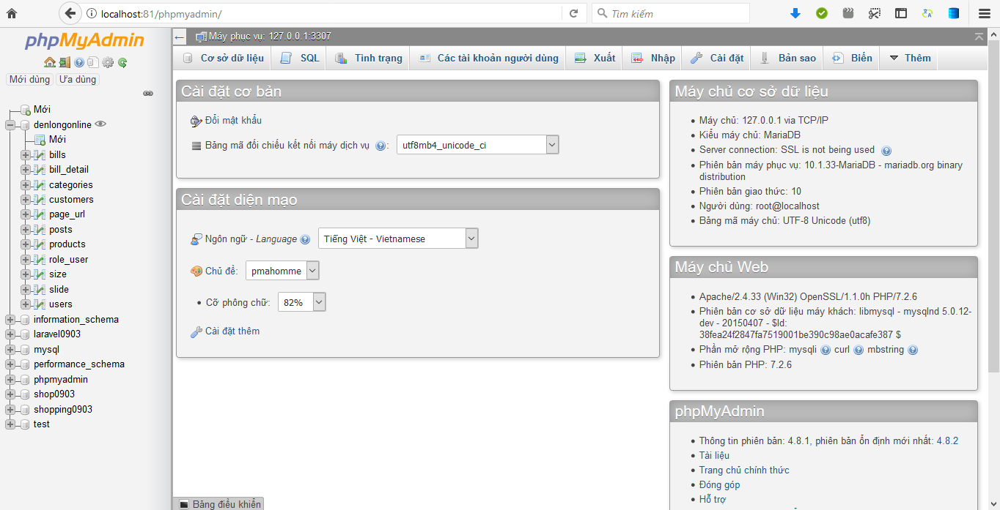 localhost:81/phpmyadmin/
Tìm kiếm
phpMyAdmin
Mới dùng Ưa dùng
Mới
denlongonline
Mới
bills
bill_detail
categories
customers
page_url
posts
products
role_user
size
slide
users
information_schema
laravel0903
mysql
performance_schema
phpmyadmin
shop0903
shopping0903
test
Máy phục vụ: 127.0.0.1:3307
Cơ sở dữ liệu SQL Tình trạng Các tài khoản người dùng Xuất Nhập Cài đặt Bản sao Biến Thêm
Cài đặt cơ bản
Đổi mật khẩu
Bảng mã đối chiếu kết nối máy dịch vụ : utf8mb4_unicode_ci
Cài đặt diện mạo
Ngôn ngữ - Language Tiếng Việt - Vietnamese
Chủ đề: pmahomme
Cỡ phông chữ: 82%
Cài đặt thêm
Bảng điều khiển
Máy chủ cơ sở dữ liệu
Máy chủ: 127.0.0.1 via TCP/IP
Kiểu máy chủ: MariaDB
Server connection: SSL is not being used
Phiên bản máy phục vụ: 10.1.33-MariaDB - mariadb.org binary
distribution
Phiên bản giao thức: 10
Người dùng: root@localhost
Bảng mã máy chủ: UTF-8 Unicode (utf8)
Máy chủ Web
Apache/2.4.33 (Win32) OpenSSL/1.1.0h PHP/7.2.6
Phiên bản cơ sở dữ liệu máy khách: libmysql - mysqlnd 5.0.12-
dev - 20150407 - $Id:
38fea24f2847fa7519001be390c98ae0acafe387 $
Phần mở rộng PHP: mysqli curl mbstring
Phiên bản PHP: 7.2.6
phpMyAdmin
Thông tin phiên bản: 4.8.1, phiên bản ổn định mới nhất: 4.8.2
Tài liệu
Trang chủ chính thức
Đóng góp
Hỗ trợ